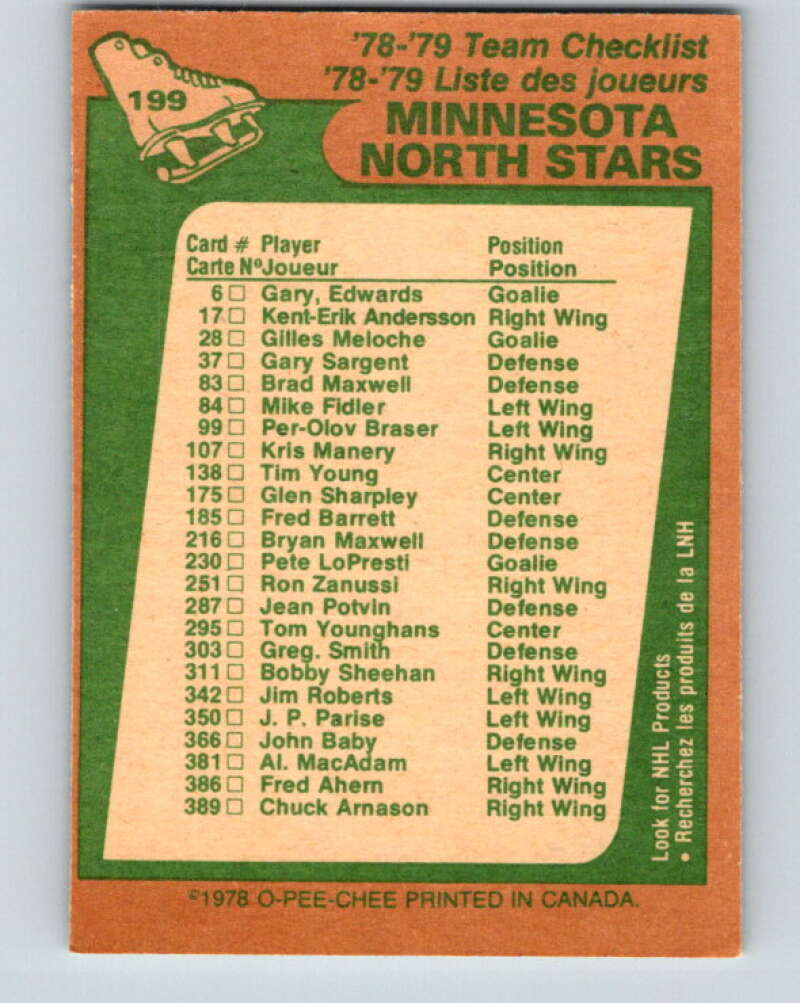 199
'78-'79 Team Checklist
'78-'79 Liste des joueurs
MINNESOTA
NORTH STARS
Card # Player Position
Carte Nº Joueur Position
6 □ Gary, Edwards Goalie
17 □ Kent-Erik Andersson Right Wing
28 □ Gilles Meloche Goalie
37 □ Gary Sargent Defense
83 □ Brad Maxwell Defense
84 □ Mike Fidler Left Wing
99 □ Per-Olov Braser Left Wing
107 □ Kris Manery Right Wing
138 □ Tim Young Center
175 □ Glen Sharpley Center
185 □ Fred Barrett Defense
216 □ Bryan Maxwell Defense
230 □ Pete LoPresti Goalie
251 □ Ron Zanussi Right Wing
287 □ Jean Potvin Defense
295 □ Tom Younghans Center
303 □ Greg. Smith Defense
311 □ Bobby Sheehan Right Wing
342 □ Jim Roberts Left Wing
350 □ J. P. Parise Left Wing
366 □ John Baby Defense
381 □ Al. MacAdam Left Wing
386 □ Fred Ahern Right Wing
389 □ Chuck Arnason Right Wing
Look for NHL Products
• Recherchez les produits de la LNH
©1978 O-PEE-CHEE PRINTED IN CANADA.